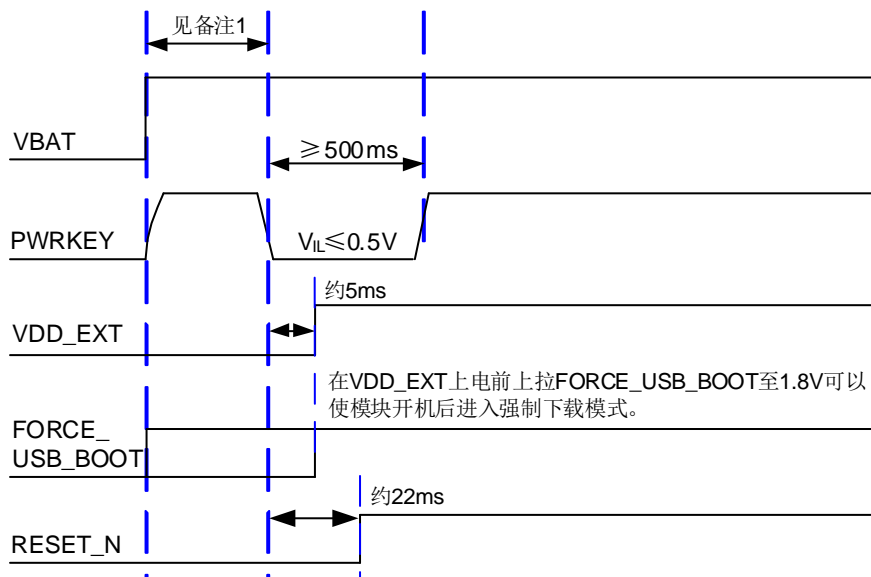 见备注1
VBAT
≥500ms
PWRKEY
VIL≤0.5V
约5ms
VDD_EXT
在VDD_EXT上电前上拉FORCE_USB_BOOT至1.8V可以
使模块开机后进入强制下载模式。
FORCE_
USB_BOOT
约22ms
RESET_N